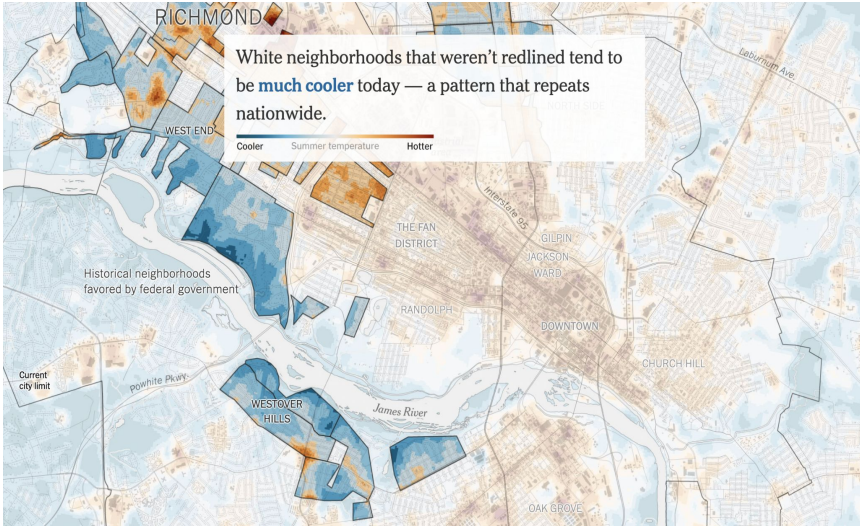 RICHMOND
White neighborhoods that weren’t redlined tend to
be much cooler today — a pattern that repeats
nationwide.
Cooler Summer temperature Hotter
Laburnum Ave.
NORTH SIDE
WEST END
Interstate 95
THE FAN
DISTRICT
GILPIN
JACKSON
WARD
Historical neighborhoods
favored by federal government
RANDOLPH
DOWNTOWN
CHURCH HILL
Current
city limit
Powhite Pkwy.
WESTOVER
HILLS
James River
OAK GROVE